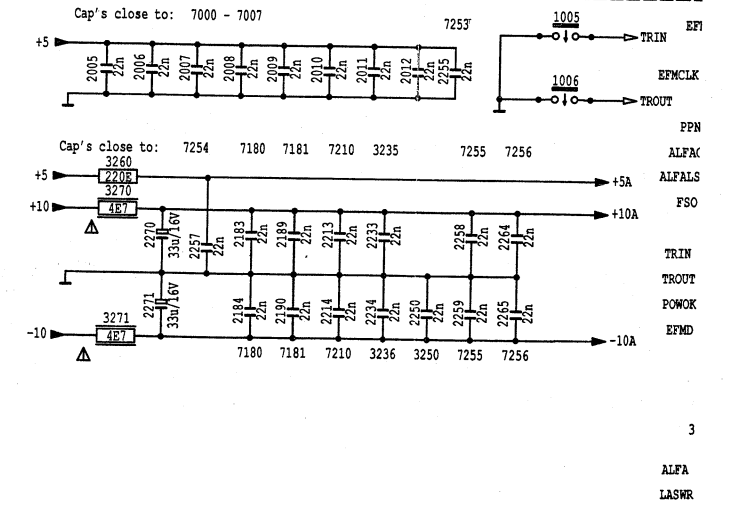 Cap's close to: 7000 - 7007
7253
1005
EF
+5
TRIN
2005 22n
2006 22n
2007 22n
2008 22n
2009 22n
2010 22n
2011 22n
2012 22n
2255 22n
1006
EFMCLK
TROUT
PPN
Cap's close to: 7254 7180 7181 7210 3235 7255 7256
ALFA
3260
+5
220E
+5A
ALFALS
3270
+10
4E7
+10A
FSO
2270 33u/16V
2257 22n
2183 22n
2189 22n
2213 22n
2233 22n
2258 22n
2264 22n
TRIN
TROUT
2271 33u/16V
2184 22n
2190 22n
2214 22n
2234 22n
2250 22n
2259 22n
2265 22n
POWOK
3271
EFMD
-10
4E7
-10A
7180 7181 7210 3236 3250 7255 7256
3
ALFA
LASWR